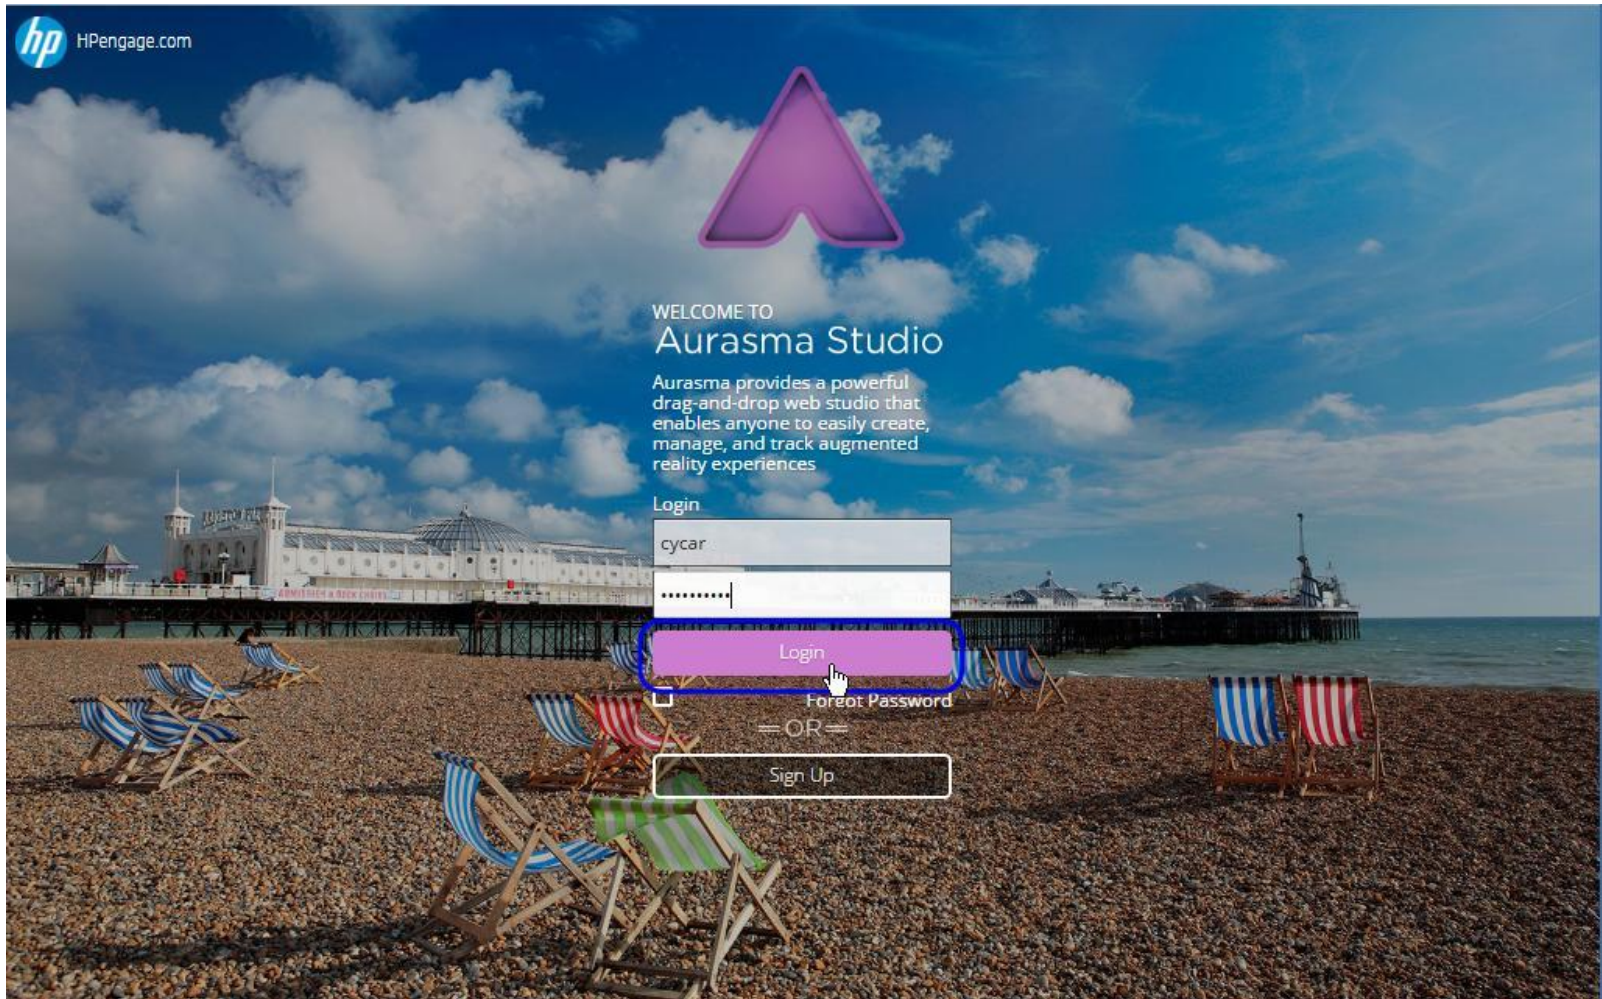 hp HPengage.com
WELCOME TO
Aurasma Studio
Aurasma provides a powerful
drag-and-drop web studio that
enables anyone to easily create,
manage, and track augmented
reality experiences
Login
cycar
••••••••••
Login
Forgot Password
OR
Sign Up